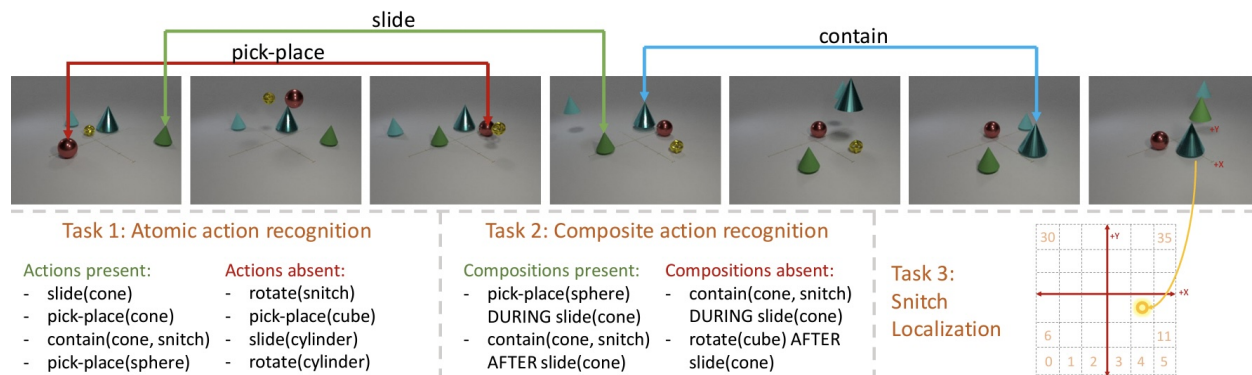 slide
pick-place
contain
+Y
+X
Task 1: Atomic action recognition
Actions present:
- slide(cone)
- pick-place(cone)
- contain(cone, snitch)
- pick-place(sphere)
Actions absent:
- rotate(snitch)
- pick-place(cube)
- slide(cylinder)
- rotate(cylinder)
Task 2: Composite action recognition
Compositions present:
- pick-place(sphere)
DURING slide(cone)
- contain(cone, snitch)
AFTER slide(cone)
Compositions absent:
- contain(cone, snitch)
DURING slide(cone)
- rotate(cube) AFTER
slide(cone)
Task 3:
Snitch
Localization
30 +Y 35
+X
6 11
0 1 2 3 4 5